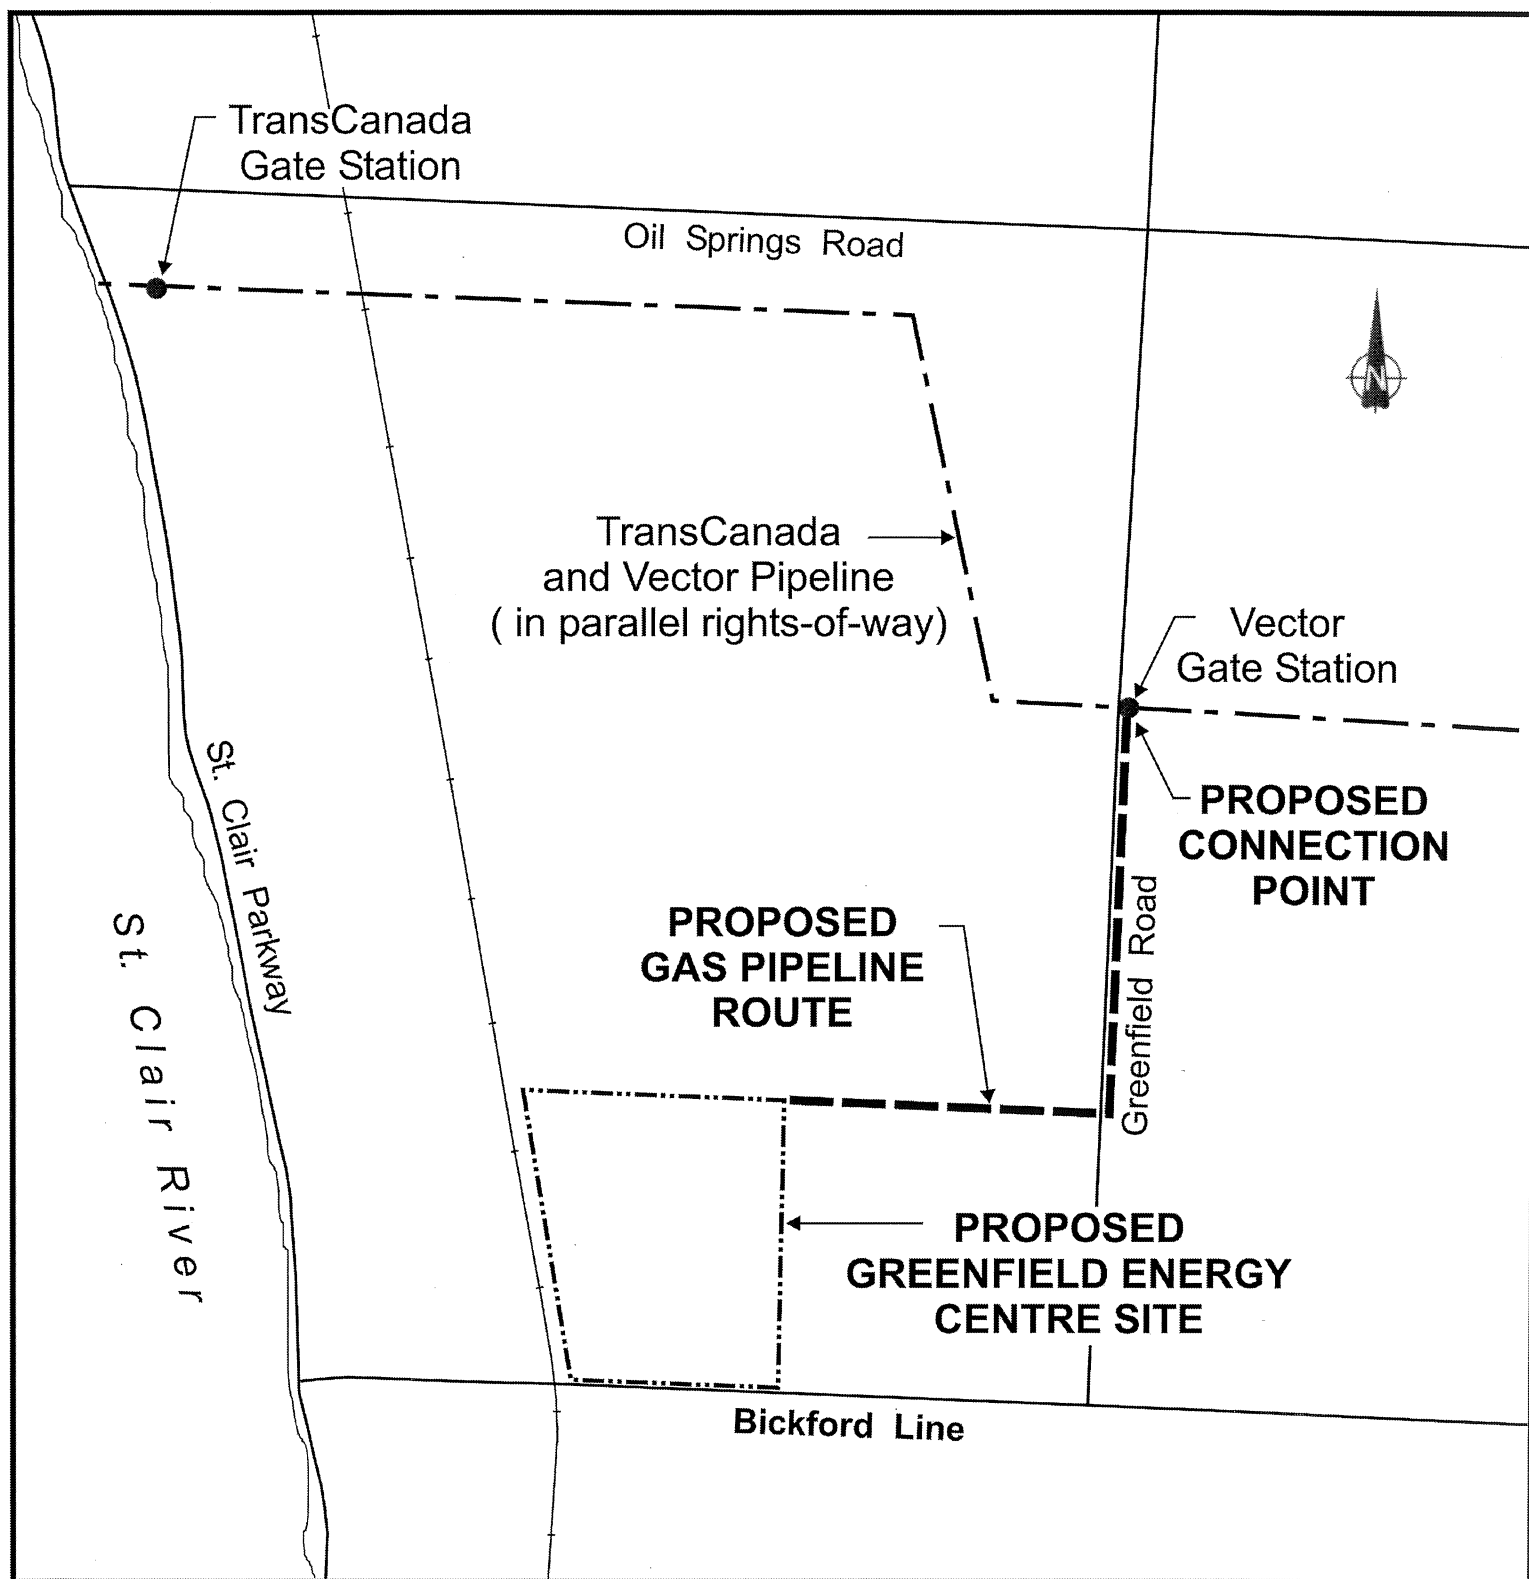 TransCanada
Gate Station
Oil Springs Road
N
TransCanada
and Vector Pipeline
( in parallel rights-of-way)
Vector
Gate Station
St. Clair Parkway
PROPOSED
CONNECTION
POINT
Greenfield Road
PROPOSED
GAS PIPELINE
ROUTE
St. Clair River
PROPOSED
GREENFIELD ENERGY
CENTRE SITE
Bickford Line